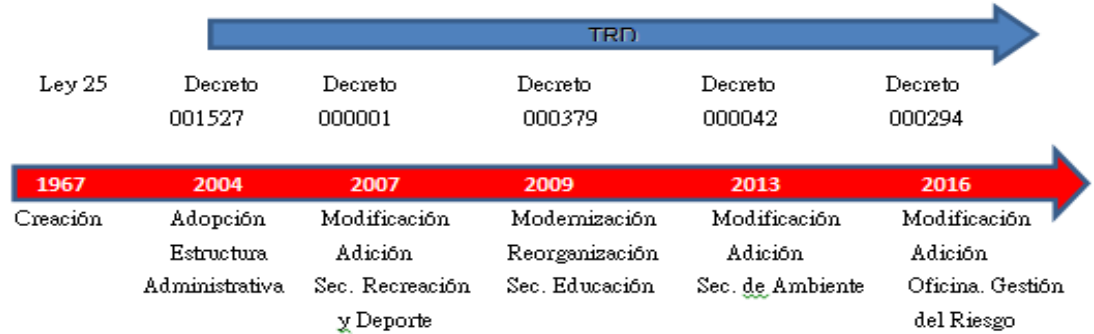 TRD
Ley 25 Decreto Decreto Decreto Decreto Decreto
001527 000001 000379 000042 000294
1967 2004 2007 2009 2013 2016
Creación Adopción Modificación Modernización Modificación Modificación
Estructura Adición Reorganización Adición Adición
Administrativa Sec. Recreación Sec. Educación Sec. de Ambiente Oficina. Gestión
y Deporte del Riesgo